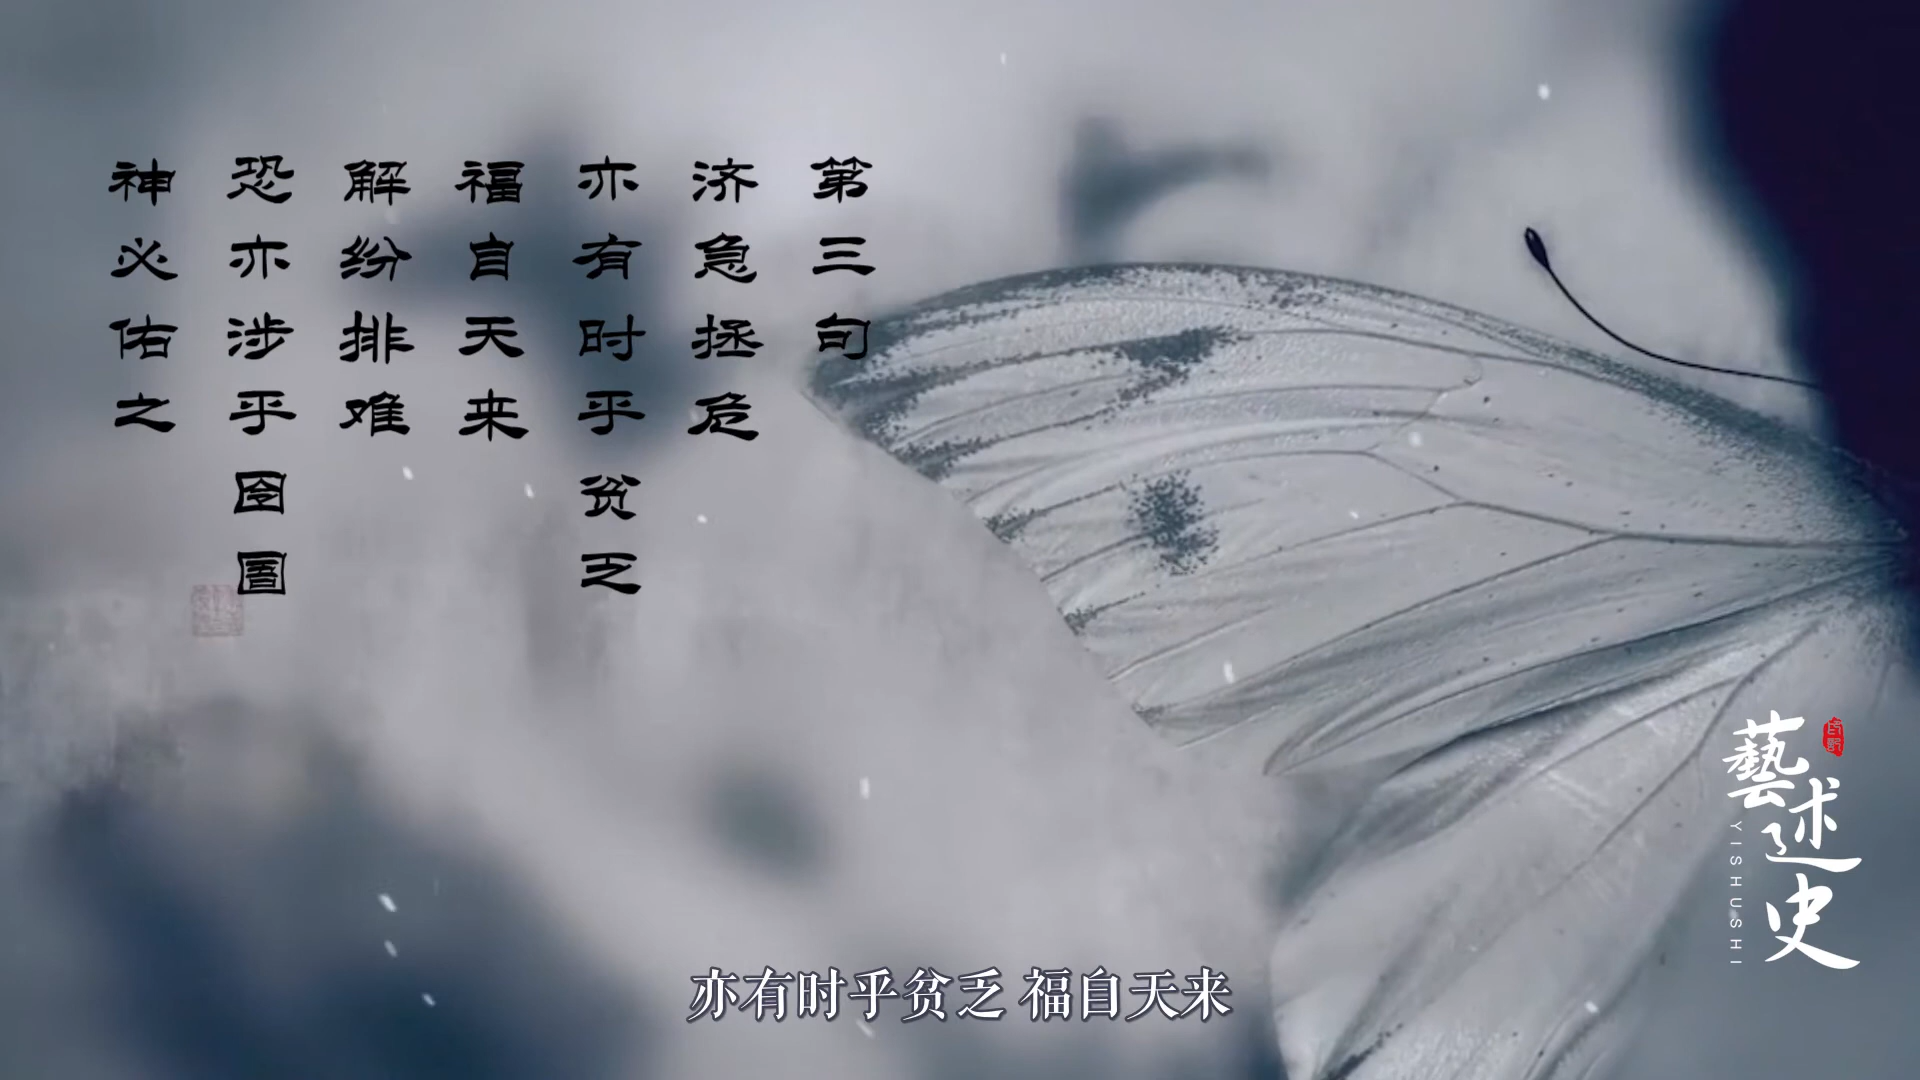 第三句
济急拯危
亦有时乎贫乏
福自天来
解纷排难
恐亦涉乎囹圄
神必佑之
藝述史
YISHUSHI
亦有时乎贫乏 福自天来